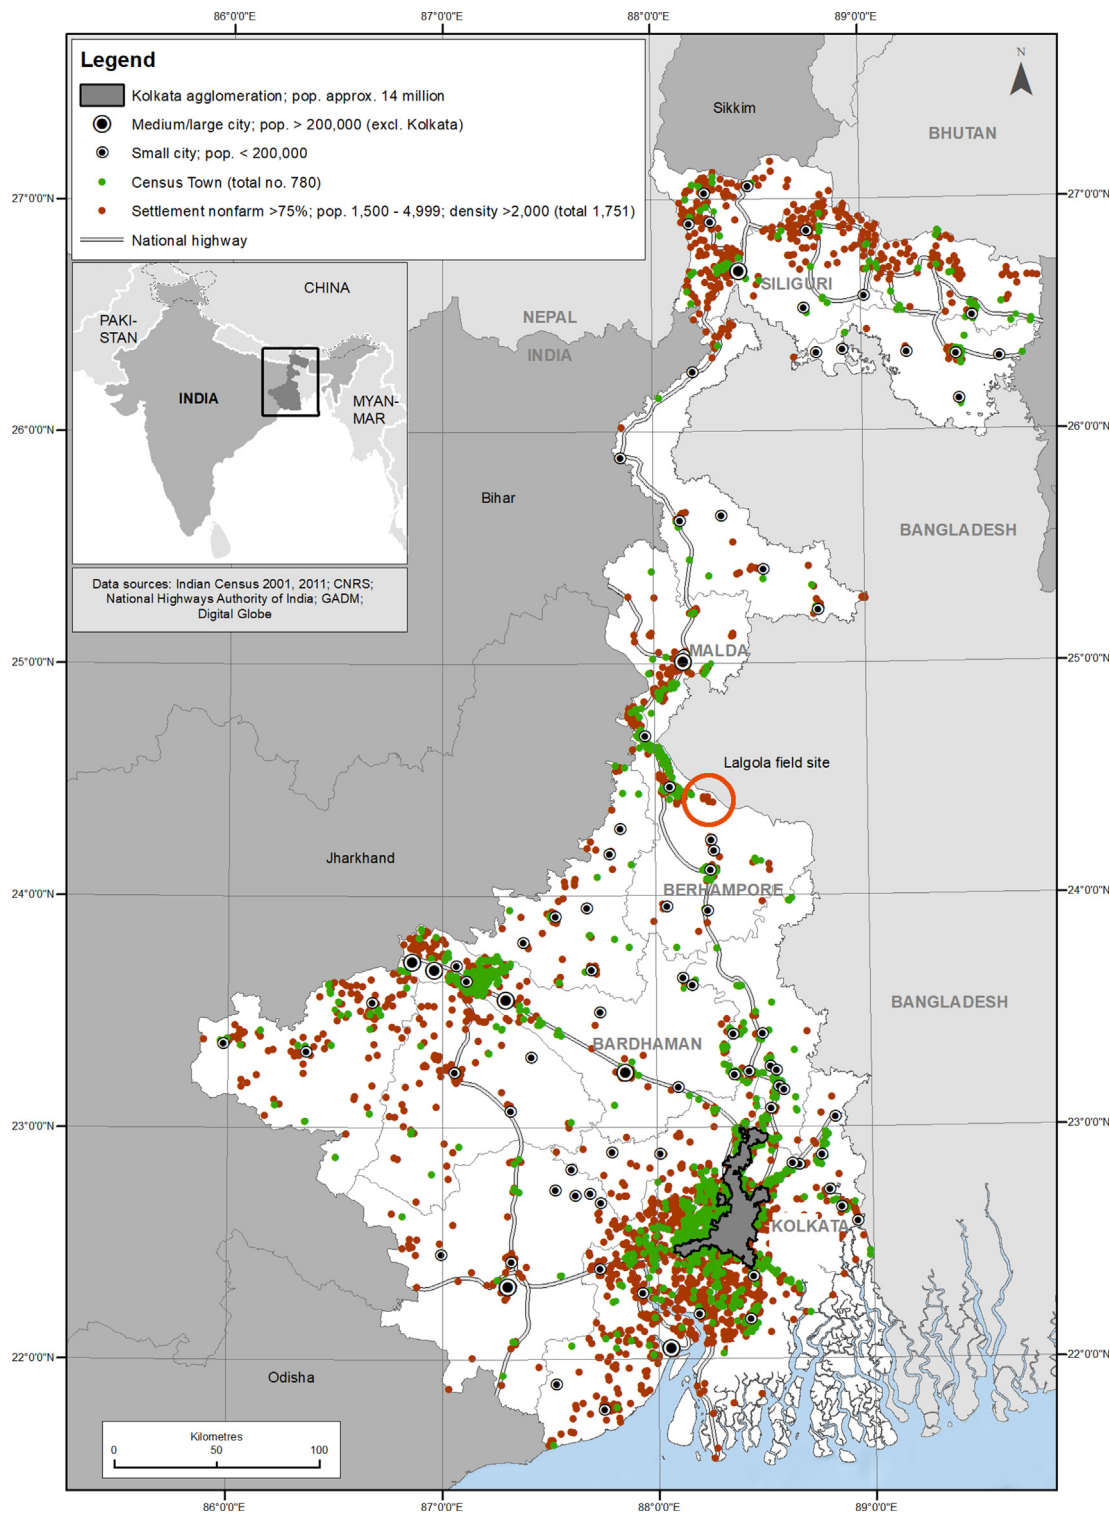 86°0'0"E 87°0'0"E 88°0'0"E 89°0'0"E
Legend
Kolkata agglomeration; pop. approx. 14 million
Medium/large city; pop. > 200,000 (excl. Kolkata)
Small city; pop. < 200,000
Census Town (total no. 780)
Settlement nonfarm >75%; pop. 1,500 - 4,999; density >2,000 (total 1,751)
National highway
N
Sikkim
BHUTAN
27°0'0"N 27°0'0"N
CHINA
PAKI-
STAN
INDIA
MYAN-
MAR
SILIGURI
NEPAL
INDIA
26°0'0"N 26°0'0"N
Bihar
BANGLADESH
Data sources: Indian Census 2001, 2011; CNRS;
National Highways Authority of India; GADM;
Digital Globe
MALDA
25°0'0"N 25°0'0"N
Lalgola field site
Jharkhand
BERHAMPORE
24°0'0"N 24°0'0"N
BANGLADESH
BARDHAMAN
23°0'0"N 23°0'0"N
KOLKATA
22°0'0"N 22°0'0"N
Odisha
Kilometres
0 50 100
86°0'0"E 87°0'0"E 88°0'0"E 89°0'0"E